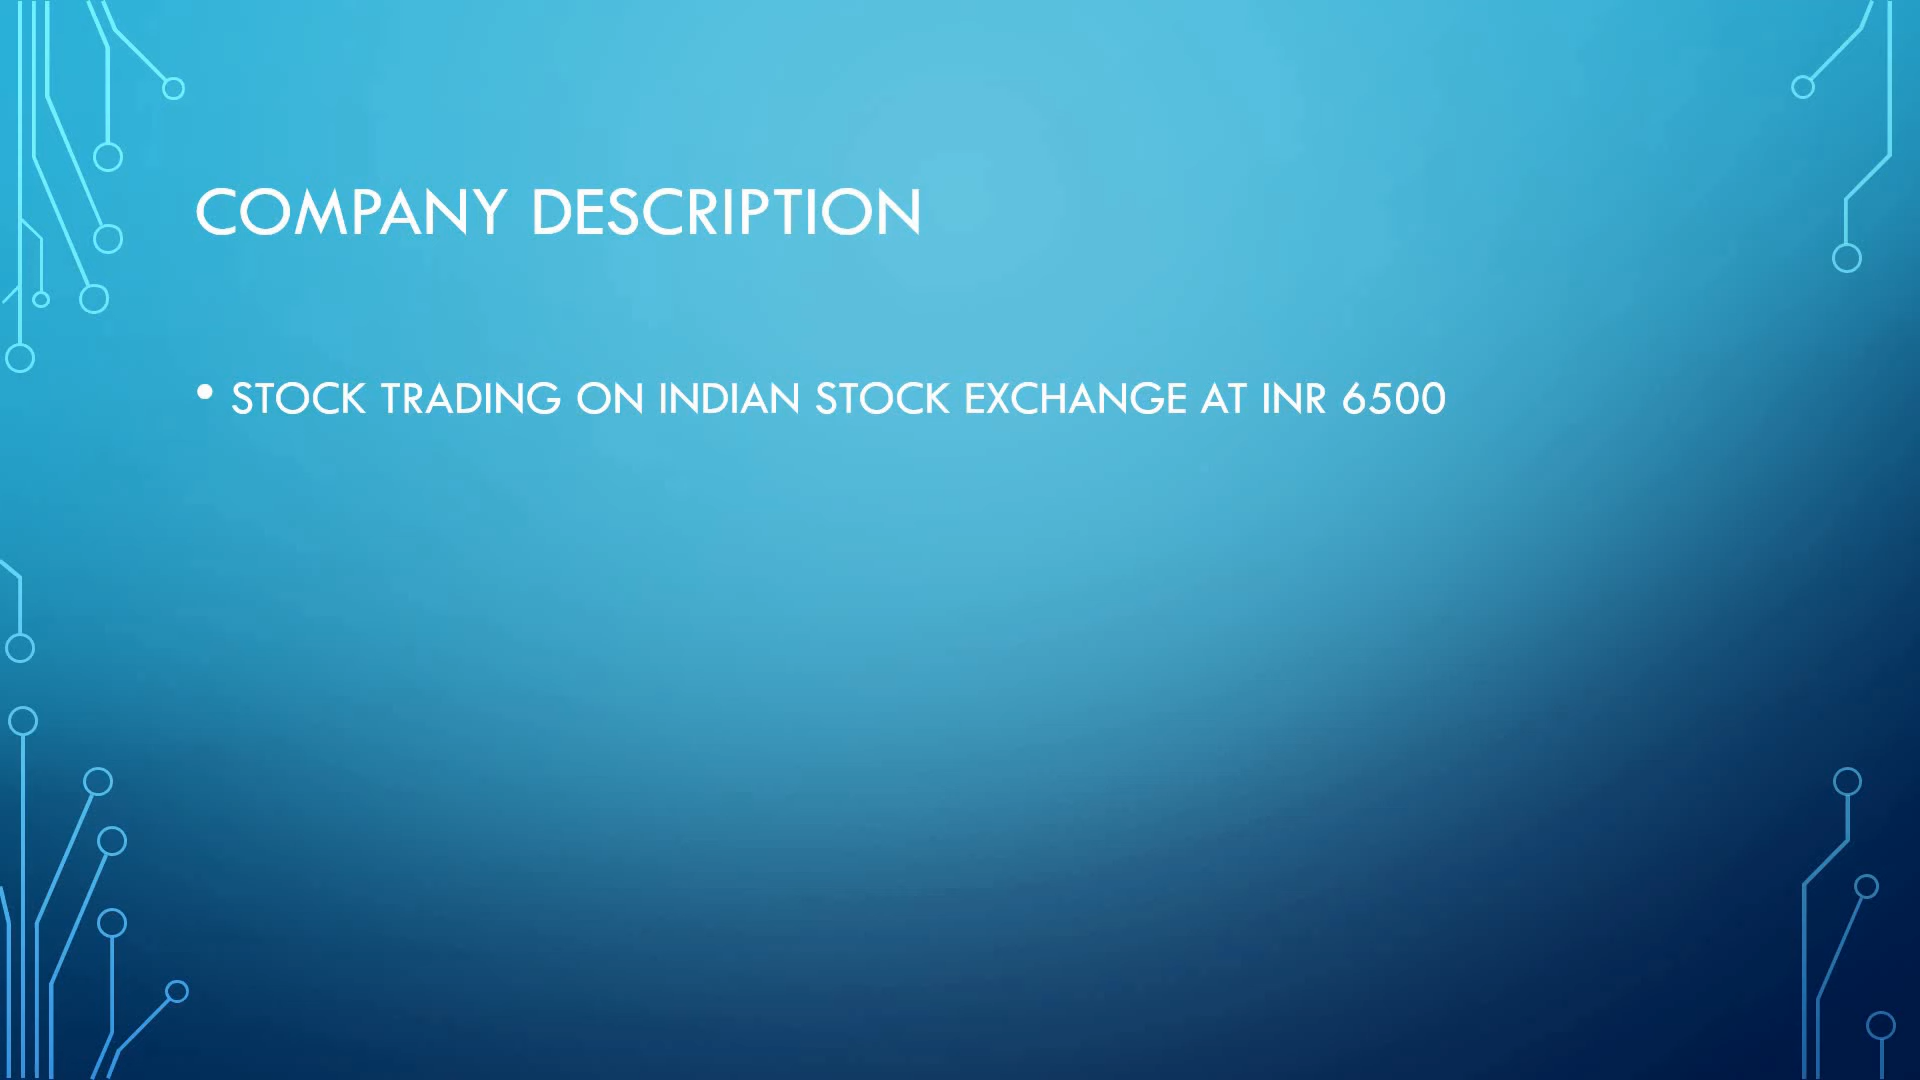 COMPANY DESCRIPTION
• STOCK TRADING ON INDIAN STOCK EXCHANGE AT INR 6500